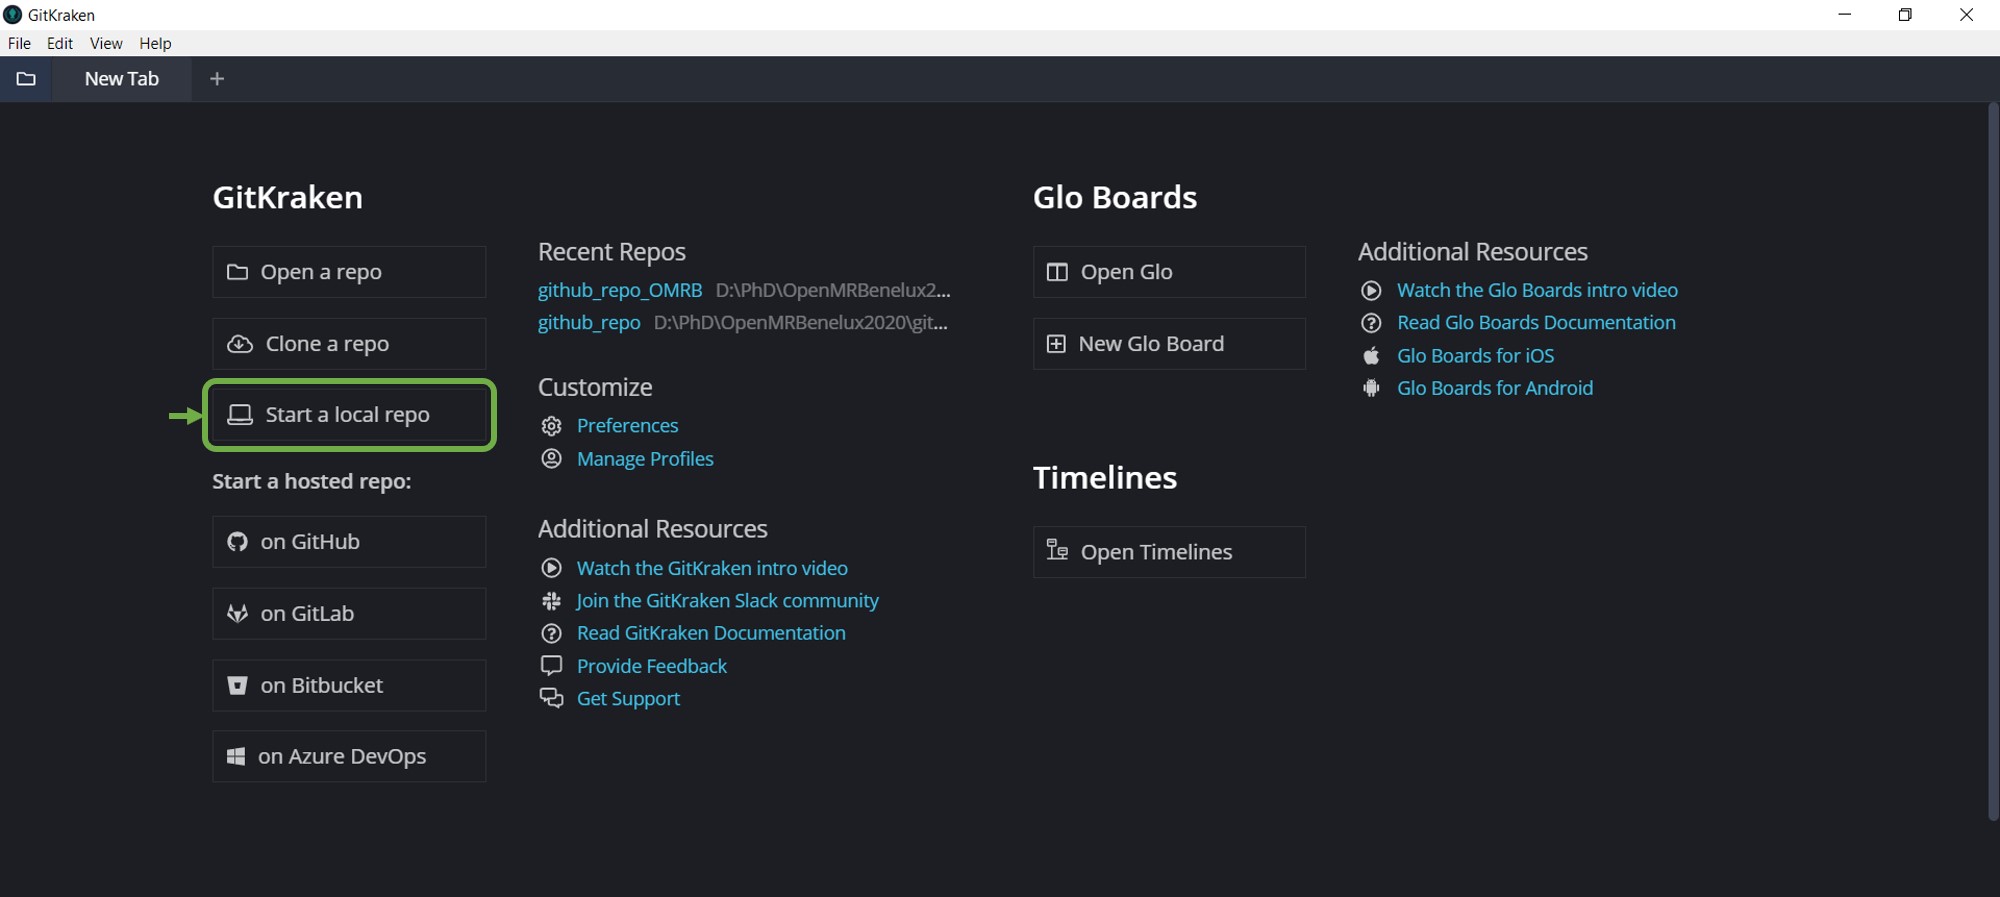 GitKraken
File Edit View Help
New Tab
GitKraken
Open a repo
Clone a repo
Start a local repo
Start a hosted repo:
on GitHub
on GitLab
on Bitbucket
on Azure DevOps
Recent Repos
github_repo_OMRB D:\PhD\OpenMRBenelux2...
github_repo D:\PhD\OpenMRBenelux2020\git...
Customize
Preferences
Manage Profiles
Additional Resources
Watch the GitKraken intro video
Join the GitKraken Slack community
Read GitKraken Documentation
Provide Feedback
Get Support
Glo Boards
Open Glo
New Glo Board
Additional Resources
Watch the Glo Boards intro video
Read Glo Boards Documentation
Glo Boards for iOS
Glo Boards for Android
Timelines
Open Timelines